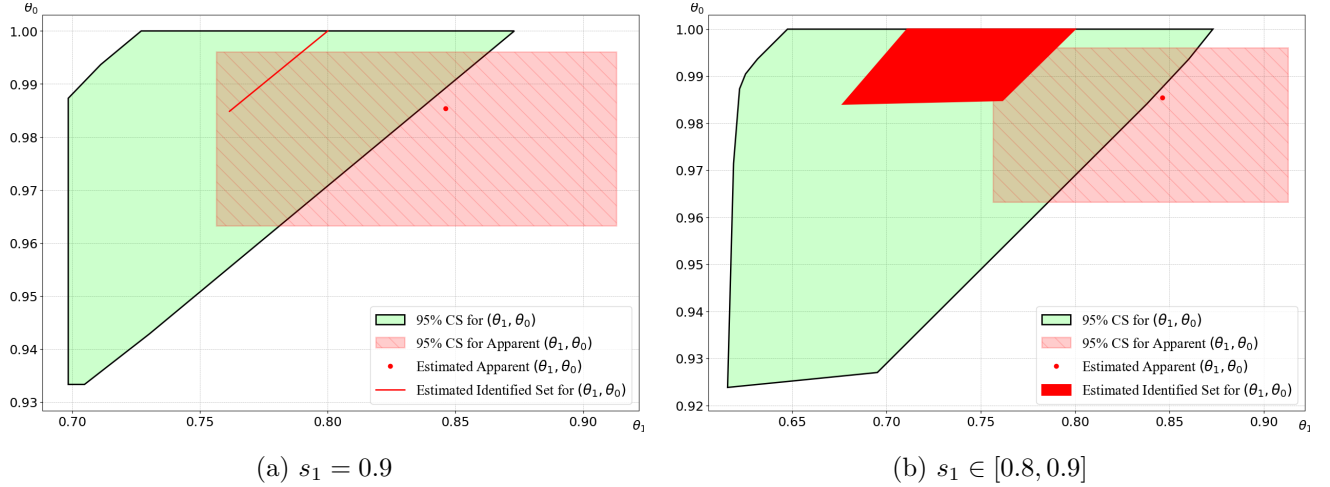 θ₀
1.00
0.99
0.98
0.97
0.96
0.95
0.94
0.93
0.70
0.75
0.80
0.85
0.90
θ₁
95% CS for (θ₁, θ₀)
95% CS for Apparent (θ₁, θ₀)
Estimated Apparent (θ₁, θ₀)
Estimated Identified Set for (θ₁, θ₀)
(a) s₁ = 0.9
θ₀
1.00
0.99
0.98
0.97
0.96
0.95
0.94
0.93
0.92
0.65
0.70
0.75
0.80
0.85
0.90
θ₁
95% CS for (θ₁, θ₀)
95% CS for Apparent (θ₁, θ₀)
Estimated Apparent (θ₁, θ₀)
Estimated Identified Set for (θ₁, θ₀)
(b) s₁ ∈ [0.8, 0.9]